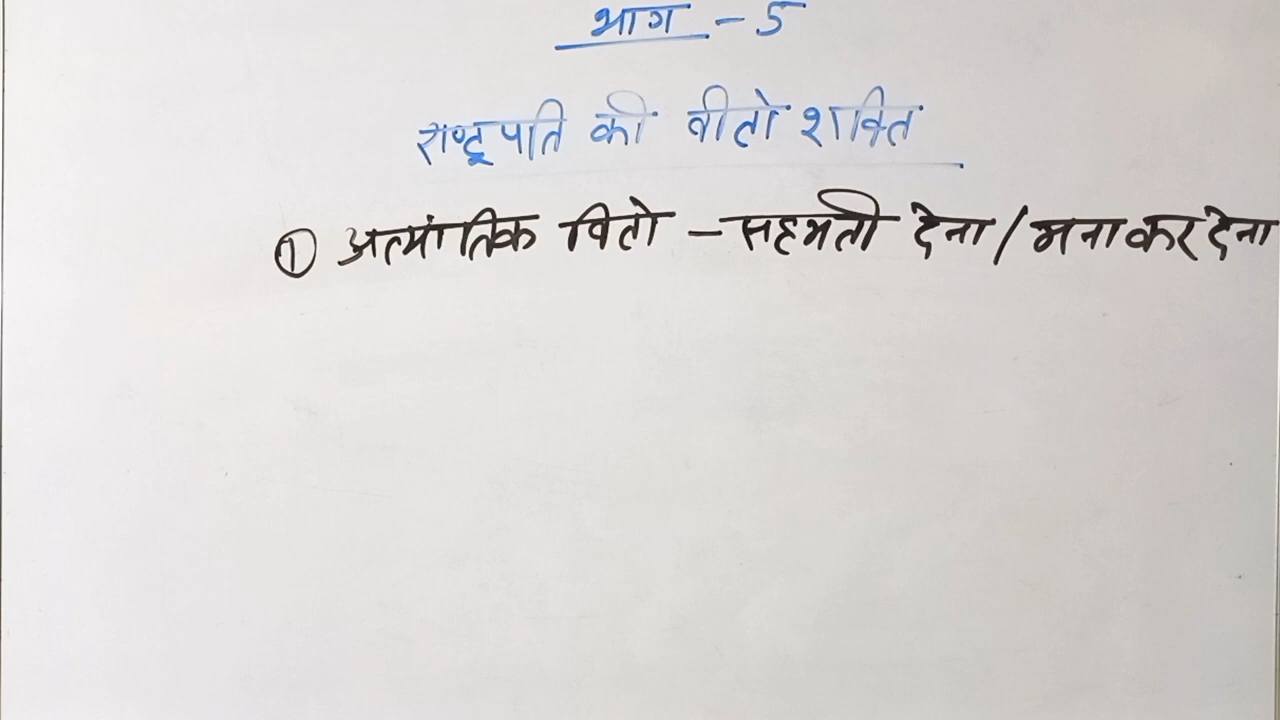 भाग - 5
राष्ट्रपति की वीतो शक्ति
① अत्यांतिक वितो - सहमती देना / मना कर देना